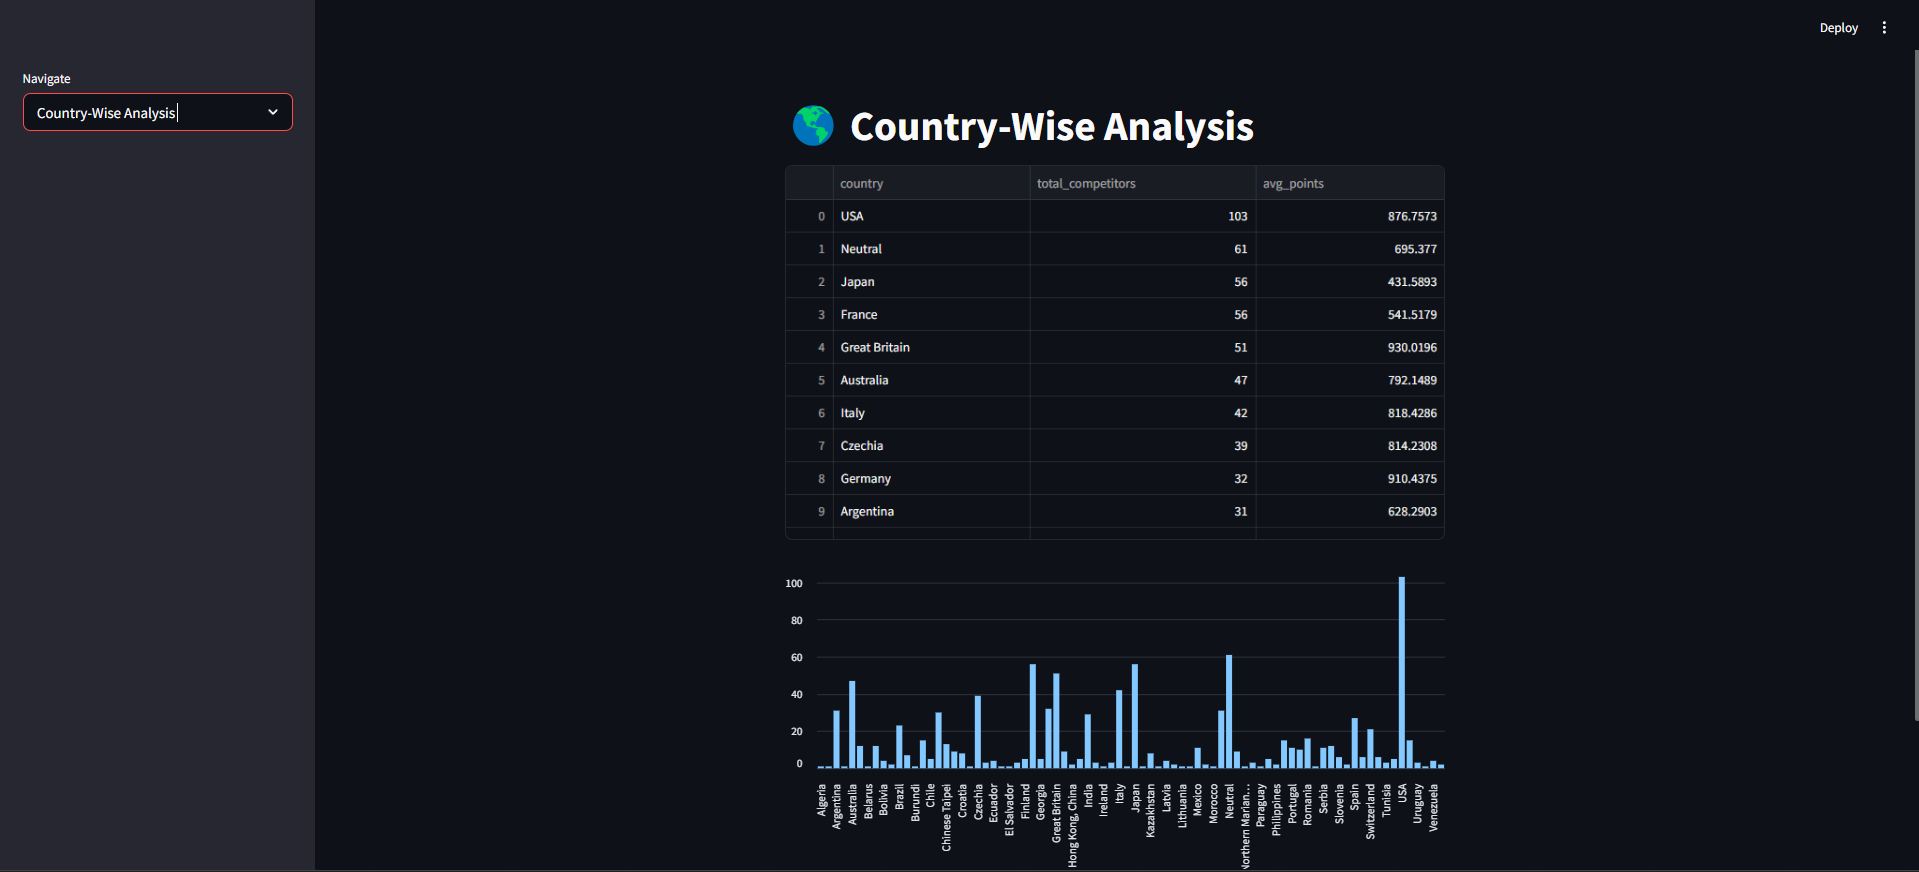 Deploy
Navigate
Country-Wise Analysis
Country-Wise Analysis
country total_competitors avg_points
0 USA 103 876.7573
1 Neutral 61 695.377
2 Japan 56 431.5893
3 France 56 541.5179
4 Great Britain 51 930.0196
5 Australia 47 792.1489
6 Italy 42 818.4286
7 Czechia 39 814.2308
8 Germany 32 910.4375
9 Argentina 31 628.2903
100
80
60
40
20
0
Algeria
Argentina
Australia
Belarus
Bolivia
Brazil
Burundi
Chile
Chinese Taipei
Croatia
Czechia
Ecuador
El Salvador
Finland
Georgia
Great Britain
Hong Kong, China
India
Ireland
Italy
Japan
Kazakhstan
Latvia
Lithuania
Mexico
Morocco
Neutral
Northern Marian…
Paraguay
Philippines
Portugal
Romania
Serbia
Slovenia
Spain
Switzerland
Tunisia
USA
Uruguay
Venezuela